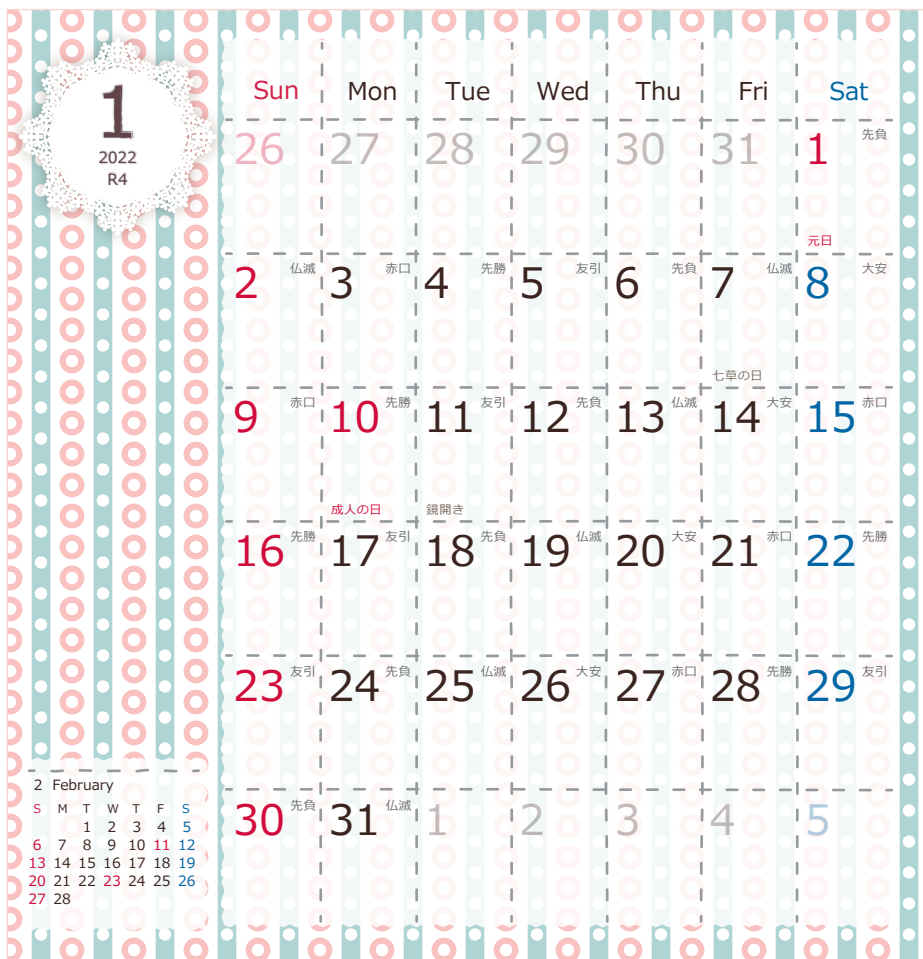 1
2022
R4
Sun Mon Tue Wed Thu Fri Sat
26 27 28 29 30 31 1 先負
元日
2 仏滅 3 赤口 4 先勝 5 友引 6 先負 7 仏滅 8 大安
七草の日
9 赤口 10 先勝 11 友引 12 先負 13 仏滅 14 大安 15 赤口
成人の日 鏡開き
16 先勝 17 友引 18 先負 19 仏滅 20 大安 21 赤口 22 先勝
23 友引 24 先負 25 仏滅 26 大安 27 赤口 28 先勝 29 友引
30 先負 31 仏滅 1 2 3 4 5
2 February
S M T W T F S
1 2 3 4 5
6 7 8 9 10 11 12
13 14 15 16 17 18 19
20 21 22 23 24 25 26
27 28